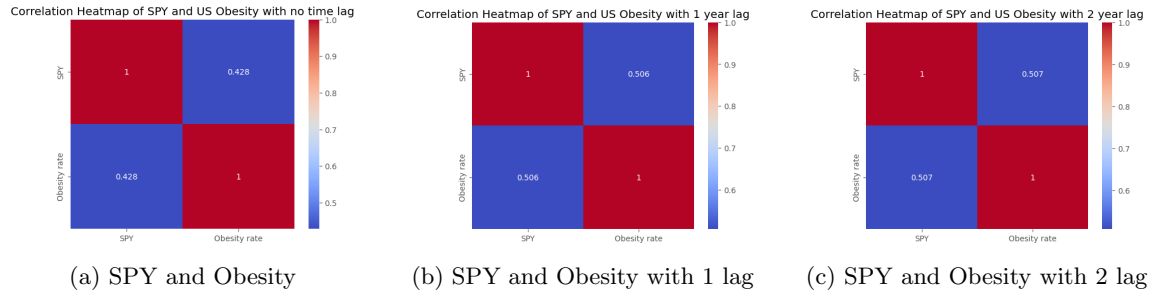 Correlation Heatmap of SPY and US Obesity with no time lag
1.0
0.9
0.8
0.7
0.6
0.5
SPY
Obesity rate
1
0.428
0.428
1
SPY
Obesity rate
(a) SPY and Obesity
Correlation Heatmap of SPY and US Obesity with 1 year lag
1.0
0.9
0.8
0.7
0.6
SPY
Obesity rate
1
0.506
0.506
1
SPY
Obesity rate
(b) SPY and Obesity with 1 lag
Correlation Heatmap of SPY and US Obesity with 2 year lag
1.0
0.9
0.8
0.7
0.6
SPY
Obesity rate
1
0.507
0.507
1
SPY
Obesity rate
(c) SPY and Obesity with 2 lag